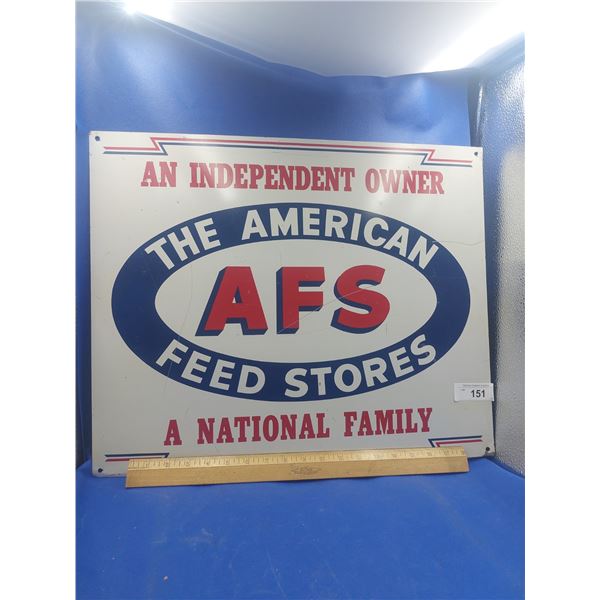 AN INDEPENDENT OWNER
THE AMERICAN
AFS
FEED STORES
A NATIONAL FAMILY
151